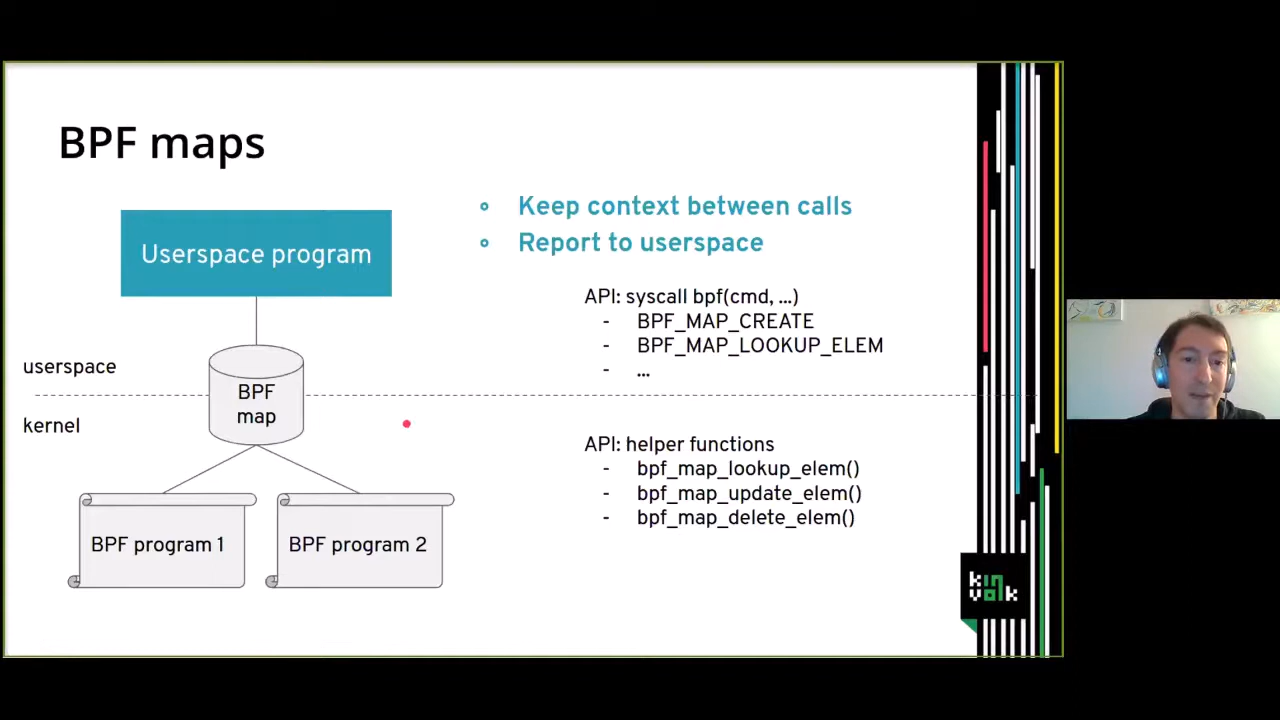 BPF maps
Userspace program
userspace
BPF
map
kernel
BPF program 1
BPF program 2
Keep context between calls
Report to userspace
API: syscall bpf(cmd, ...)
- BPF_MAP_CREATE
- BPF_MAP_LOOKUP_ELEM
- ...
API: helper functions
- bpf_map_lookup_elem()
- bpf_map_update_elem()
- bpf_map_delete_elem()
kin
volk